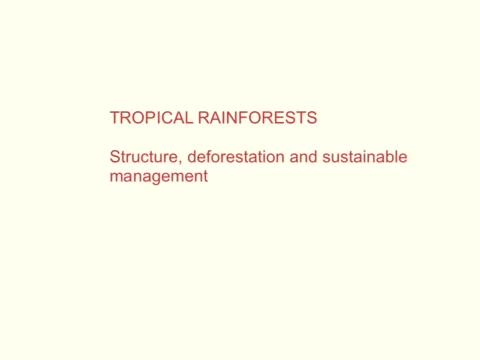 TROPICAL RAINFORESTS
Structure, deforestation and sustainable
management